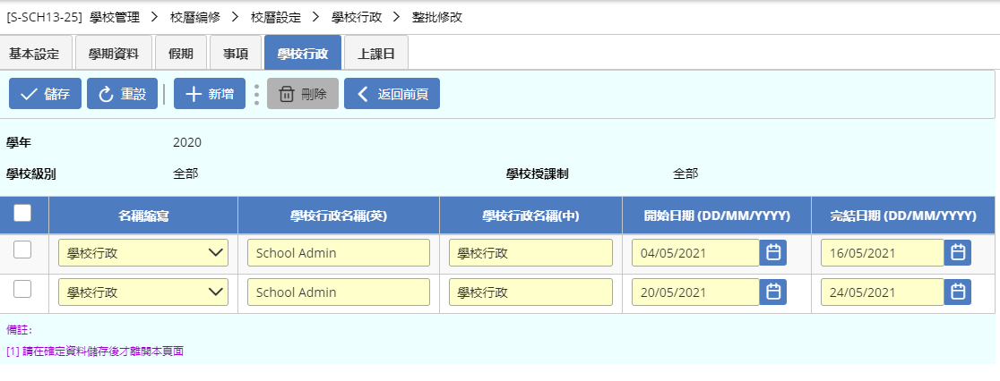 [S-SCH13-25] 學校管理 > 校曆編修 > 校曆設定 > 學校行政 > 整批修改
基本設定 學期資料 假期 事項 學校行政 上課日
儲存 重設 新增 刪除 返回前頁
學年 2020
學校級別 全部 學校授課制 全部
名稱縮寫 學校行政名稱(英) 學校行政名稱(中) 開始日期 (DD/MM/YYYY) 完結日期 (DD/MM/YYYY)
學校行政 School Admin 學校行政 04/05/2021 16/05/2021
學校行政 School Admin 學校行政 20/05/2021 24/05/2021
備註:
[1] 請在確定資料儲存後才離開本頁面